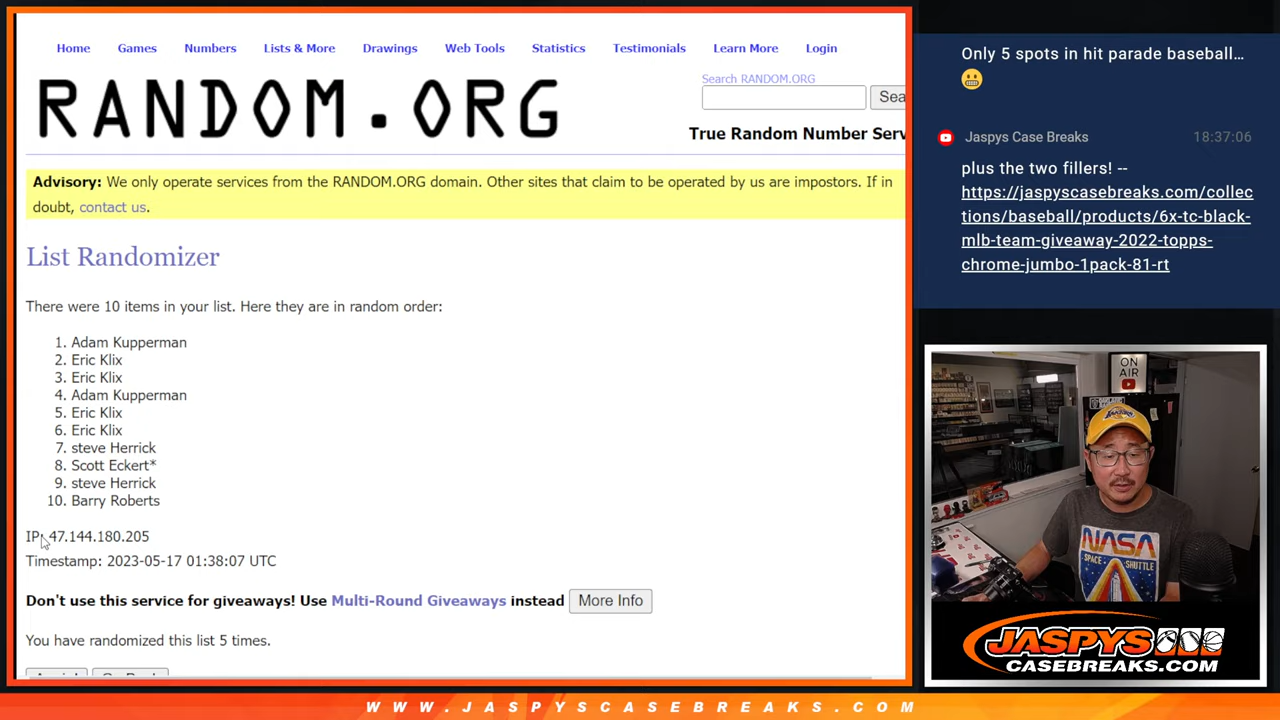 Home Games Numbers Lists & More Drawings Web Tools Statistics Testimonials Learn More Login
Search RANDOM.ORG
RANDOM.ORG
Sea
True Random Number Serv
Advisory: We only operate services from the RANDOM.ORG domain. Other sites that claim to be operated by us are impostors. If in
doubt, contact us.
List Randomizer
There were 10 items in your list. Here they are in random order:
1. Adam Kupperman
2. Eric Klix
3. Eric Klix
4. Adam Kupperman
5. Eric Klix
6. Eric Klix
7. steve Herrick
8. Scott Eckert*
9. steve Herrick
10. Barry Roberts
IP: 47.144.180.205
Timestamp: 2023-05-17 01:38:07 UTC
Don't use this service for giveaways! Use Multi-Round Giveaways instead More Info
You have randomized this list 5 times.
Only 5 spots in hit parade baseball…
😬
Jaspys Case Breaks 18:37:06
plus the two fillers! --
https://jaspyscasebreaks.com/collec
tions/baseball/products/6x-tc-black-
mlb-team-giveaway-2022-topps-
chrome-jumbo-1pack-81-rt
ON
AIR
NASA
SPACE SHUTTLE
JASPYS
CASEBREAKS.COM
WWW.JASPYSCASEBREAKS.COM